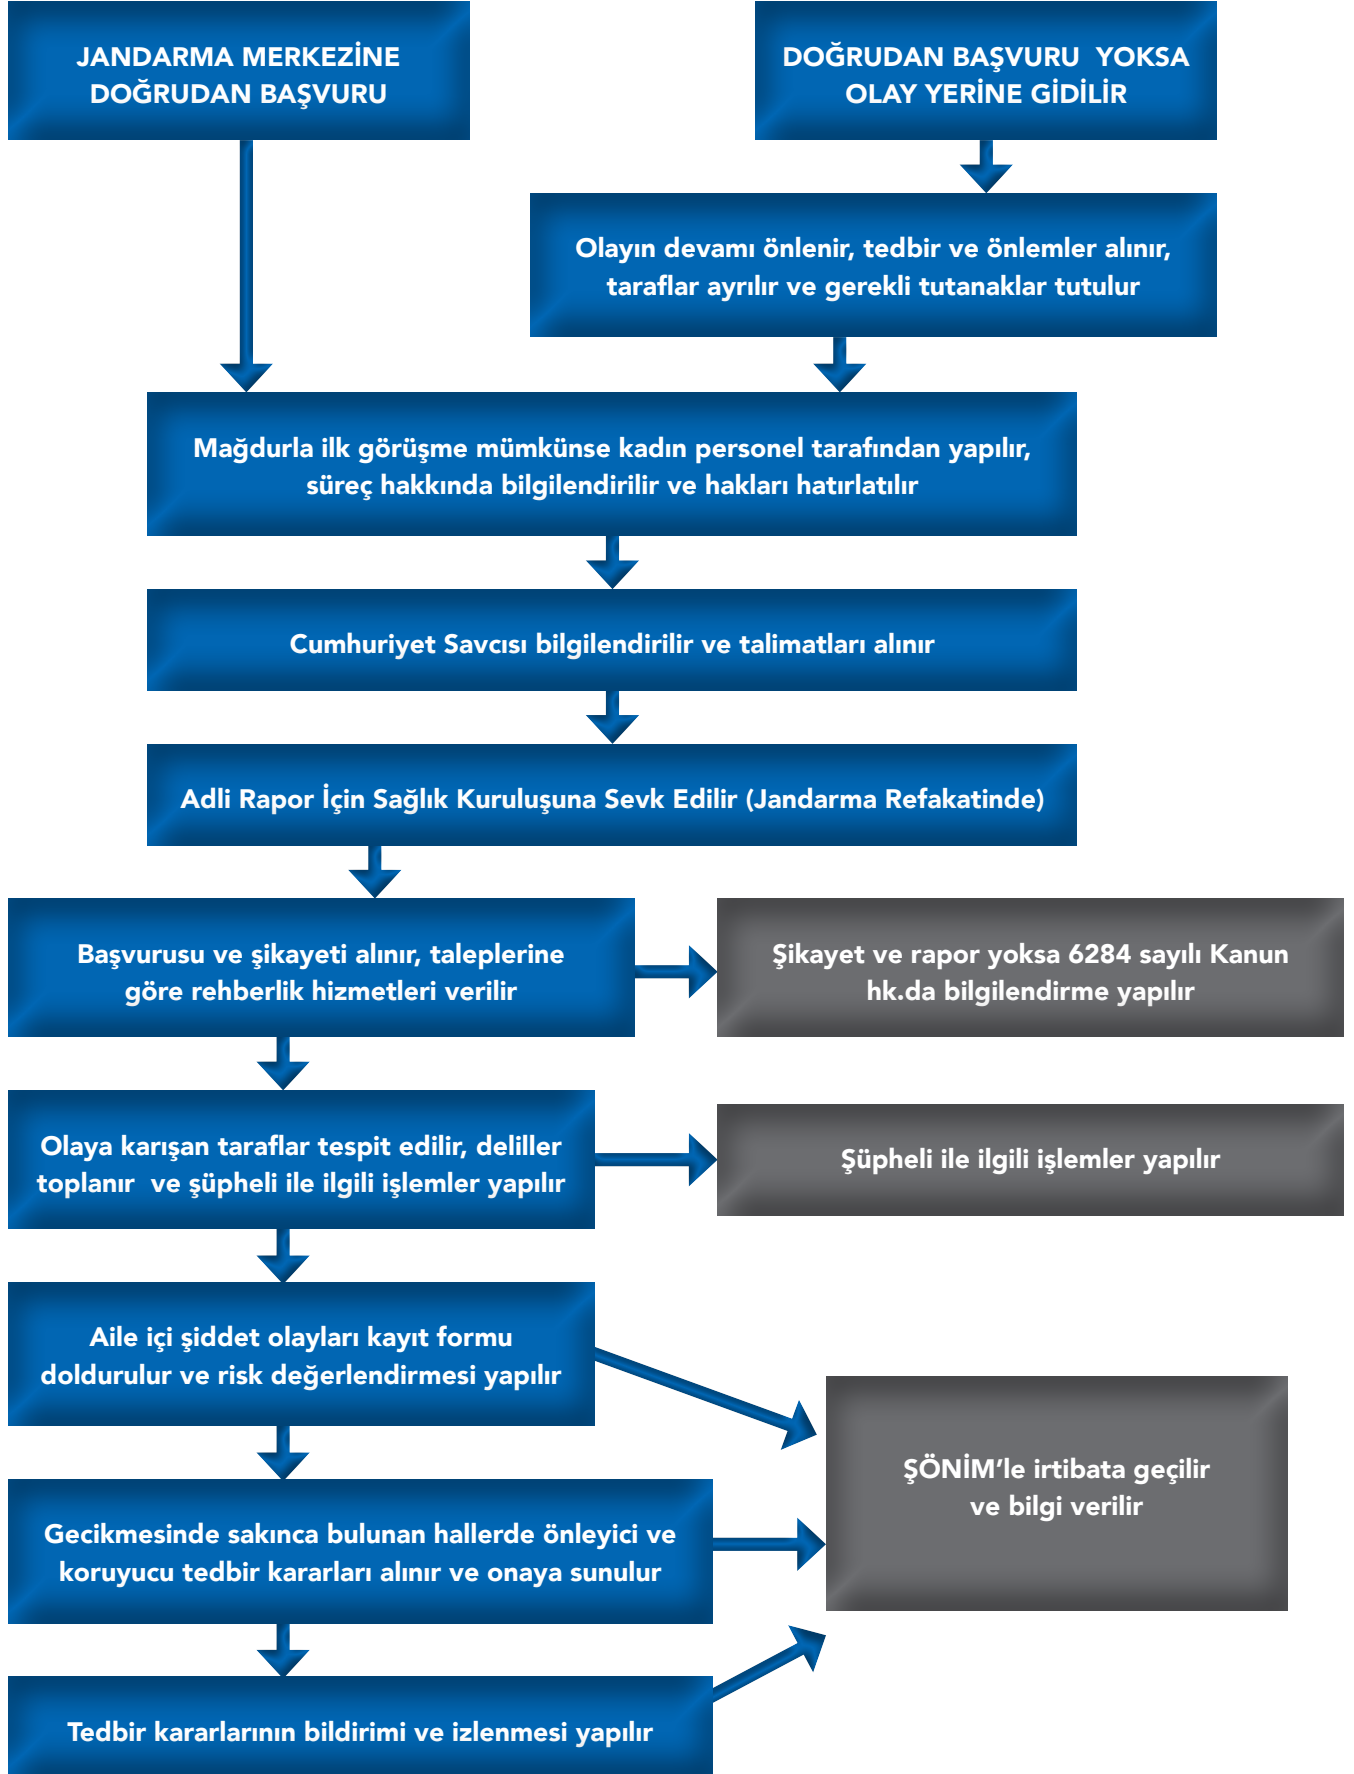 JANDARMA MERKEZİNE
DOĞRUDAN BAŞVURU
DOĞRUDAN BAŞVURU YOKSA
OLAY YERİNE GİDİLİR
Olayın devamı önlenir, tedbir ve önlemler alınır,
taraflar ayrılır ve gerekli tutanaklar tutulur
Mağdurla ilk görüşme mümkünse kadın personel tarafından yapılır,
süreç hakkında bilgilendirilir ve hakları hatırlatılır
Cumhuriyet Savcısı bilgilendirilir ve talimatları alınır
Adli Rapor İçin Sağlık Kuruluşuna Sevk Edilir (Jandarma Refakatinde)
Başvurusu ve şikayeti alınır, taleplerine
göre rehberlik hizmetleri verilir
Şikayet ve rapor yoksa 6284 sayılı Kanun
hk.da bilgilendirme yapılır
Olaya karışan taraflar tespit edilir, deliller
toplanır ve şüpheli ile ilgili işlemler yapılır
Şüpheli ile ilgili işlemler yapılır
Aile içi şiddet olayları kayıt formu
doldurulur ve risk değerlendirmesi yapılır
ŞÖNİM’le irtibata geçilir
ve bilgi verilir
Gecikmesinde sakınca bulunan hallerde önleyici ve
koruyucu tedbir kararları alınır ve onaya sunulur
Tedbir kararlarının bildirimi ve izlenmesi yapılır